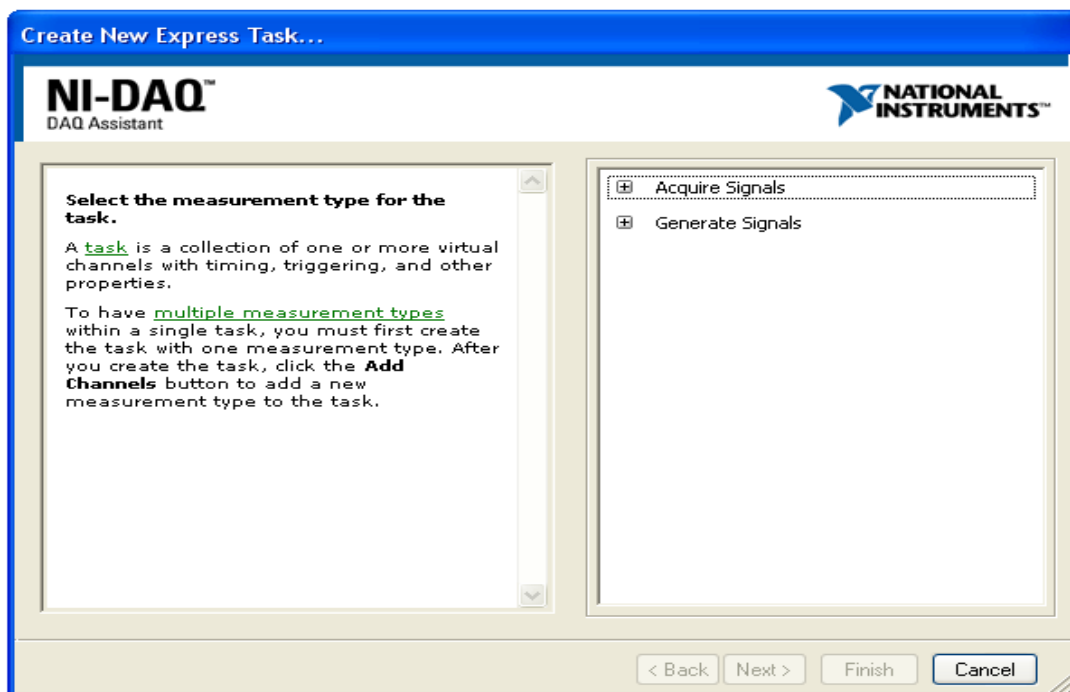 Create New Express Task...
NI-DAQ™
DAQ Assistant
NATIONAL
INSTRUMENTS™
Select the measurement type for the
task.
A task is a collection of one or more virtual
channels with timing, triggering, and other
properties.
To have multiple measurement types
within a single task, you must first create
the task with one measurement type. After
you create the task, click the Add
Channels button to add a new
measurement type to the task.
Acquire Signals
Generate Signals
< Back
Next >
Finish
Cancel